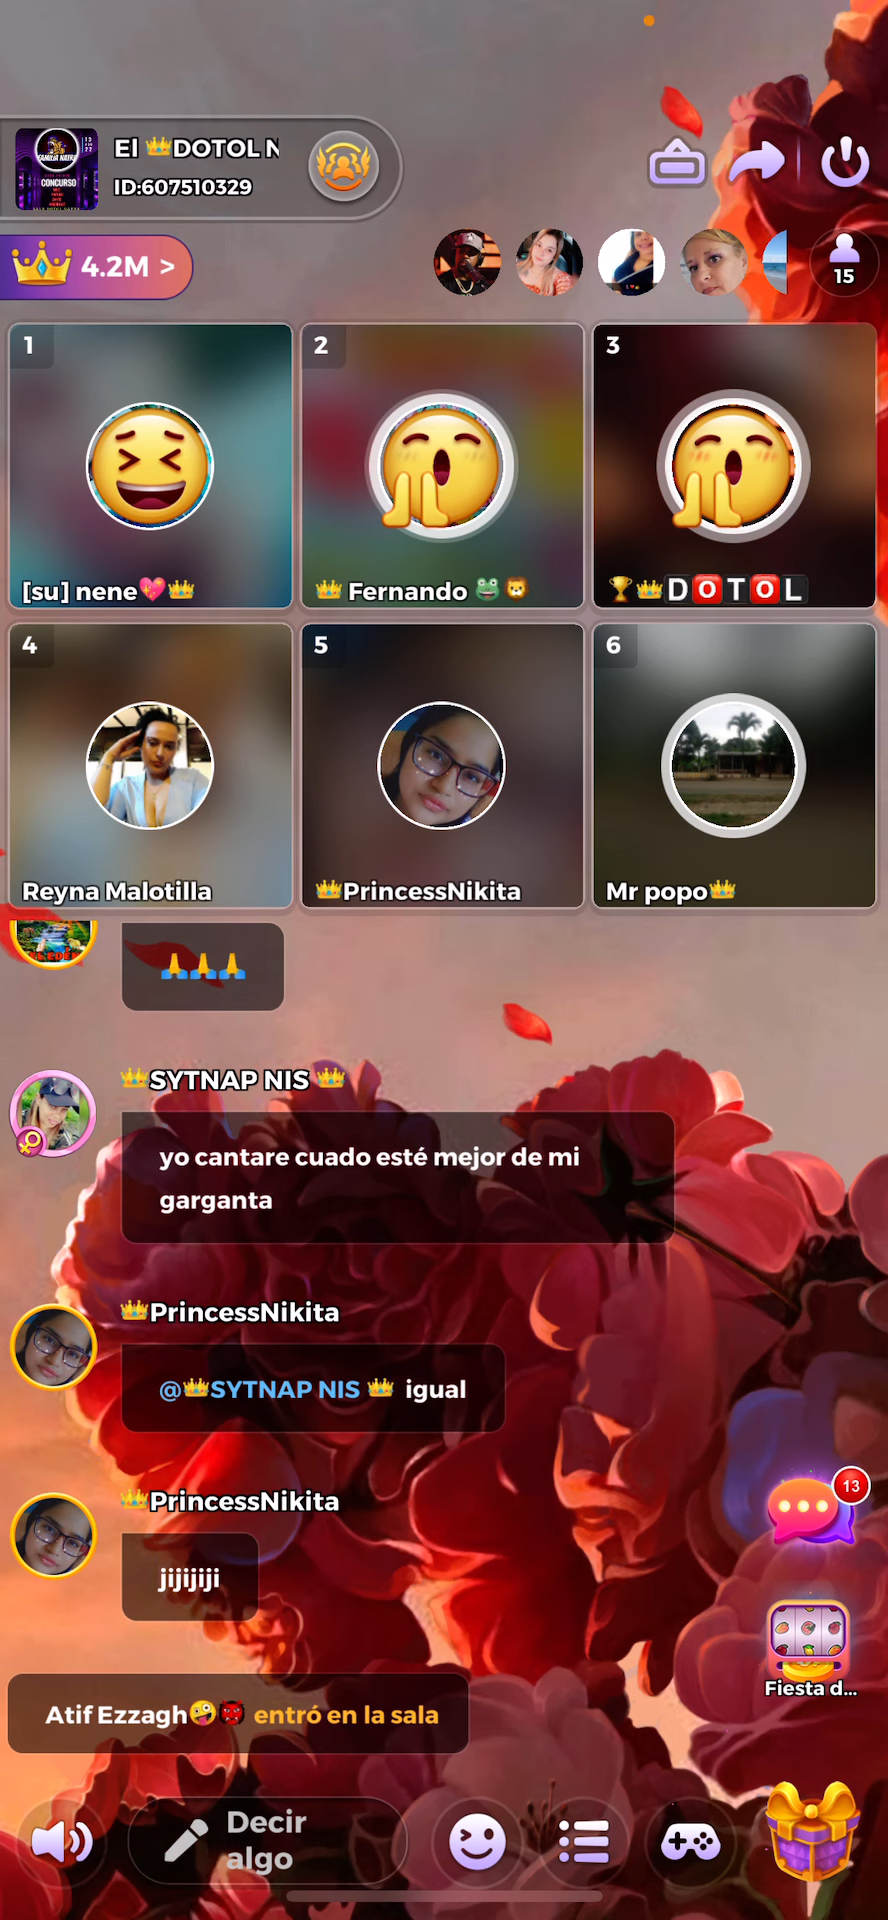 El 👑DOTOL N
ID:607510329
CONCURSO
4.2M >
15
1
2
3
[su] nene💖👑
👑 Fernando 🐸🦁
🏆👑D🅾️T🅾️L
4
5
6
Reyna Malotilla
👑PrincessNikita
Mr popo👑
🙏🙏🙏
👑SYTNAP NIS 👑
yo cantare cuado esté mejor de mi
garganta
👑PrincessNikita
@👑SYTNAP NIS 👑 igual
👑PrincessNikita
jijijiji
13
Fiesta d...
Atif Ezzagh🤪👹 entró en la sala
Decir
algo